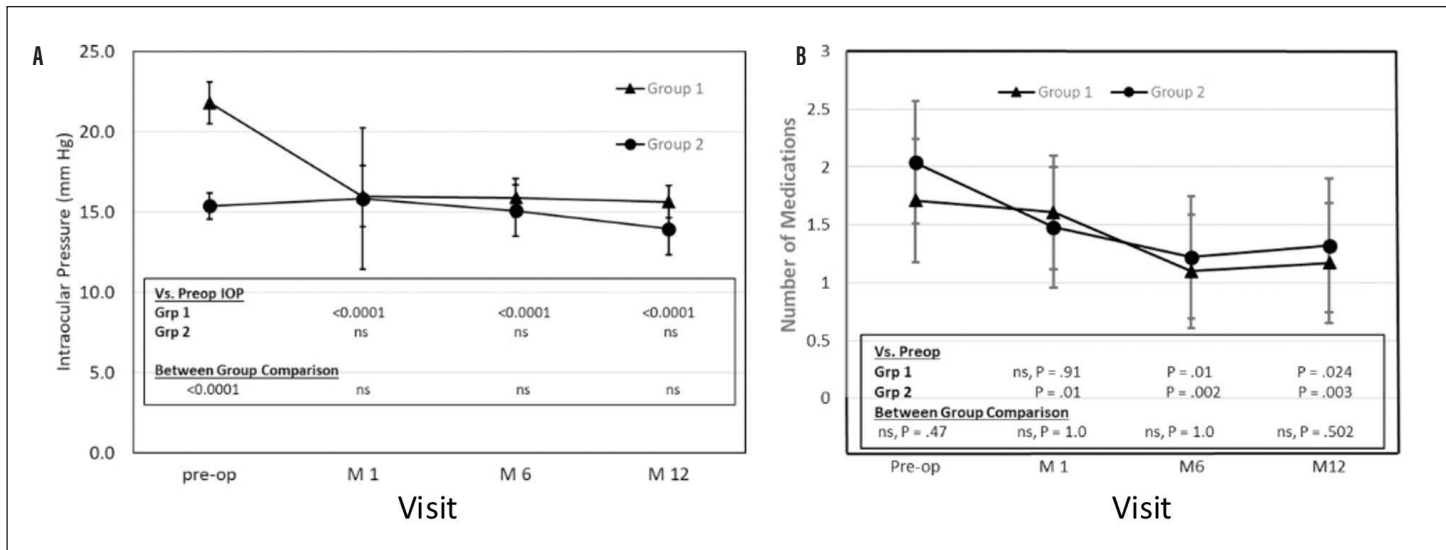 A
Intraocular Pressure (mm Hg)
25.0
20.0
15.0
10.0
5.0
0.0
Group 1
Group 2
Vs. Preop IOP
Grp 1 <0.0001 <0.0001 <0.0001
Grp 2 ns ns ns
Between Group Comparison
<0.0001 ns ns ns
pre-op M 1 M 6 M 12
Visit
B
Number of Medications
3
2.5
2
1.5
1
0.5
0
Group 1 Group 2
Vs. Preop
Grp 1 ns, P = .91 P = .01 P = .024
Grp 2 P = .01 P = .002 P = .003
Between Group Comparison
ns, P = .47 ns, P = 1.0 ns, P = 1.0 ns, P = .502
Pre-op M 1 M6 M12
Visit